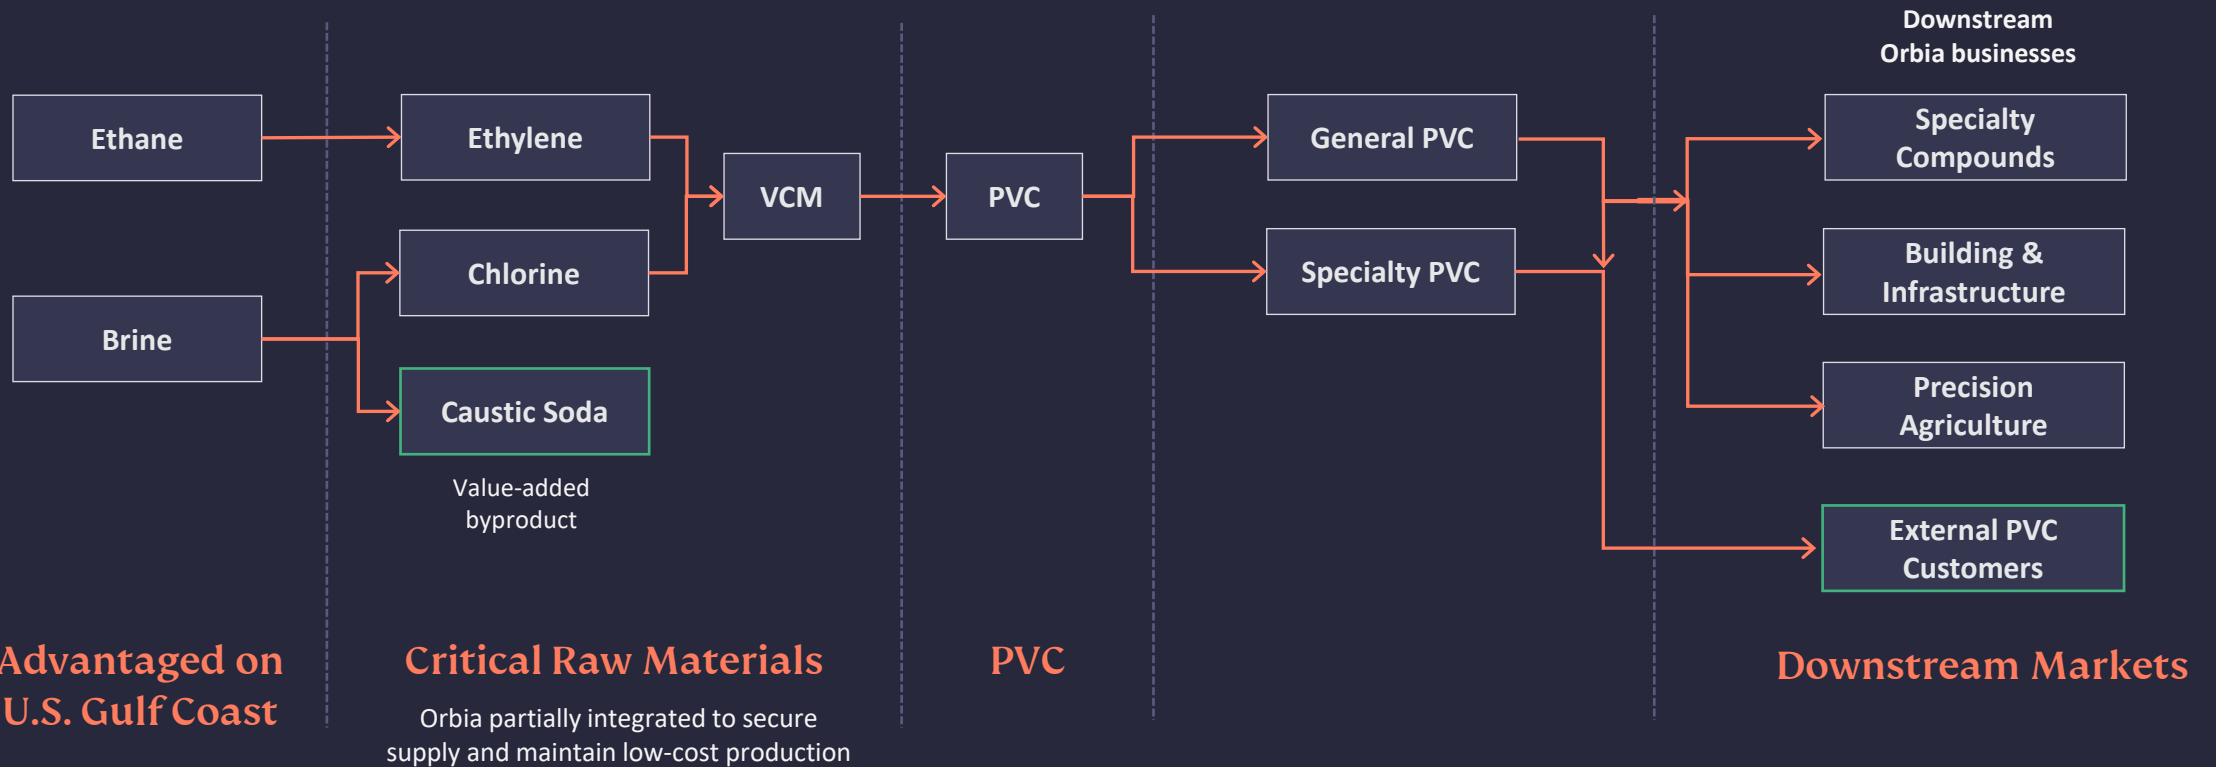 Downstream
Orbia businesses
Ethane
Ethylene
General PVC
Specialty
Compounds
VCM
PVC
Brine
Chlorine
Specialty PVC
Building &
Infrastructure
Caustic Soda
Precision
Agriculture
Value-added
byproduct
External PVC
Customers
Advantaged on
U.S. Gulf Coast
Critical Raw Materials
Orbia partially integrated to secure
supply and maintain low-cost production
PVC
Downstream Markets